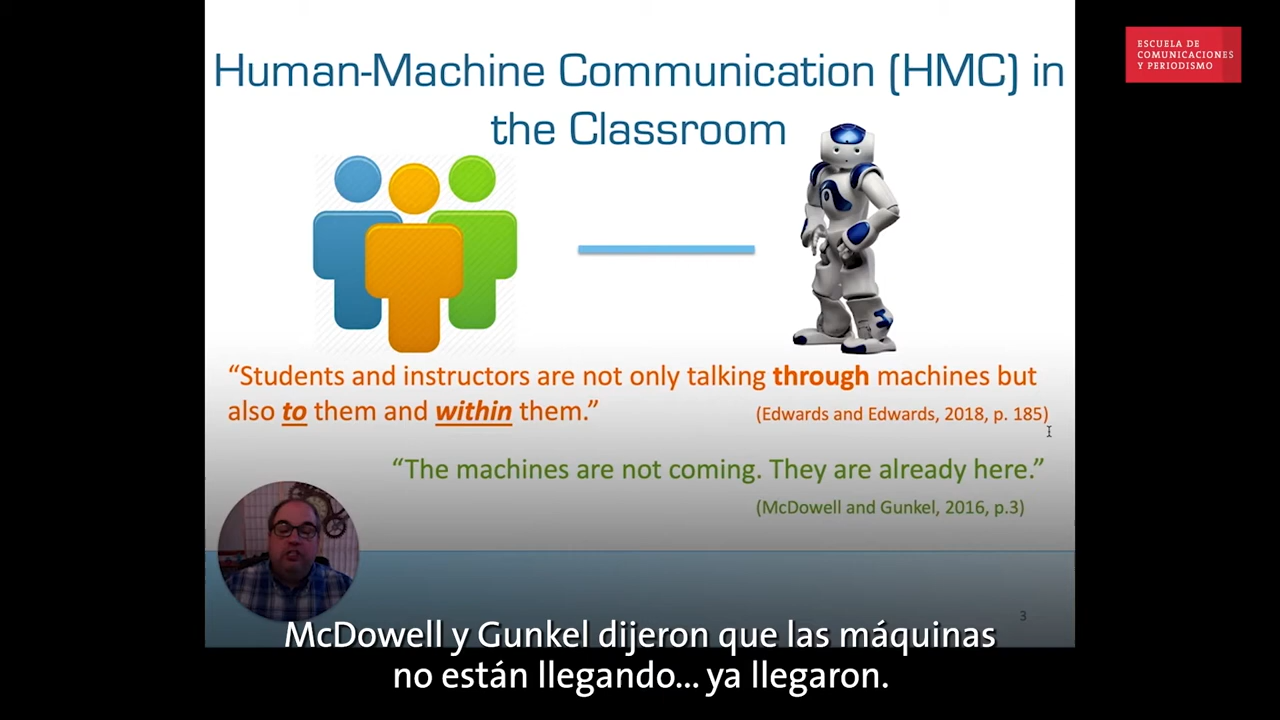 ESCUELA DE
COMUNICACIONES
Y PERIODISMO
Human-Machine Communication (HMC) in
the Classroom
“Students and instructors are not only talking through machines but
also to them and within them.”
(Edwards and Edwards, 2018, p. 185)
“The machines are not coming. They are already here.”
(McDowell and Gunkel, 2016, p.3)
3
McDowell y Gunkel dijeron que las máquinas
no están llegando... ya llegaron.